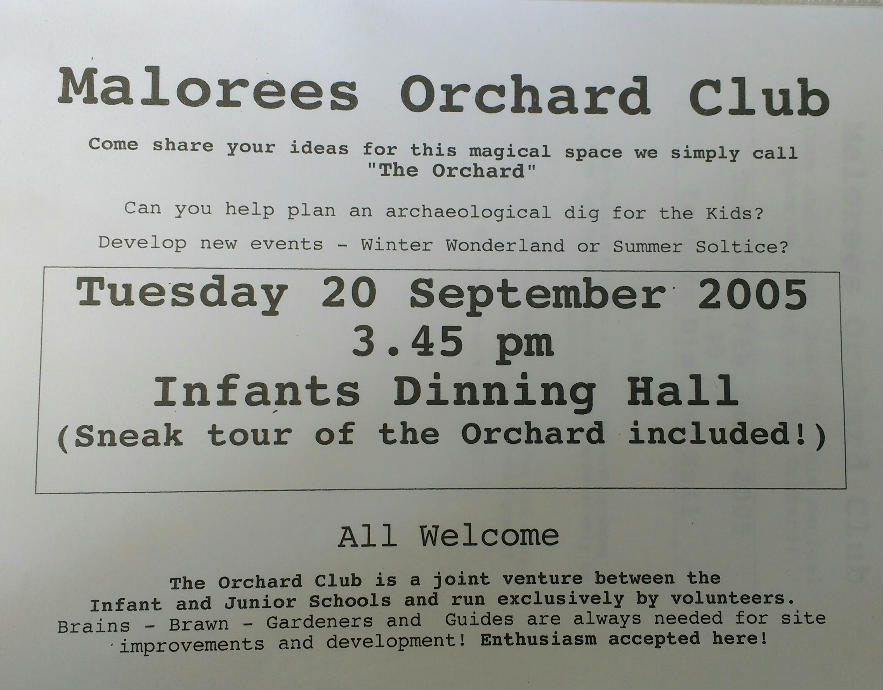 Malorees Orchard Club
Come share your ideas for this magical space we simply call
"The Orchard"
Can you help plan an archaeological dig for the Kids?
Develop new events - Winter Wonderland or Summer Soltice?
Tuesday 20 September 2005
3.45 pm
Infants Dinning Hall
(Sneak tour of the Orchard included!)
All Welcome
The Orchard Club is a joint venture between the
Infant and Junior Schools and run exclusively by volunteers.
Brains - Brawn - Gardeners and Guides are always needed for site
improvements and development! Enthusiasm accepted here!